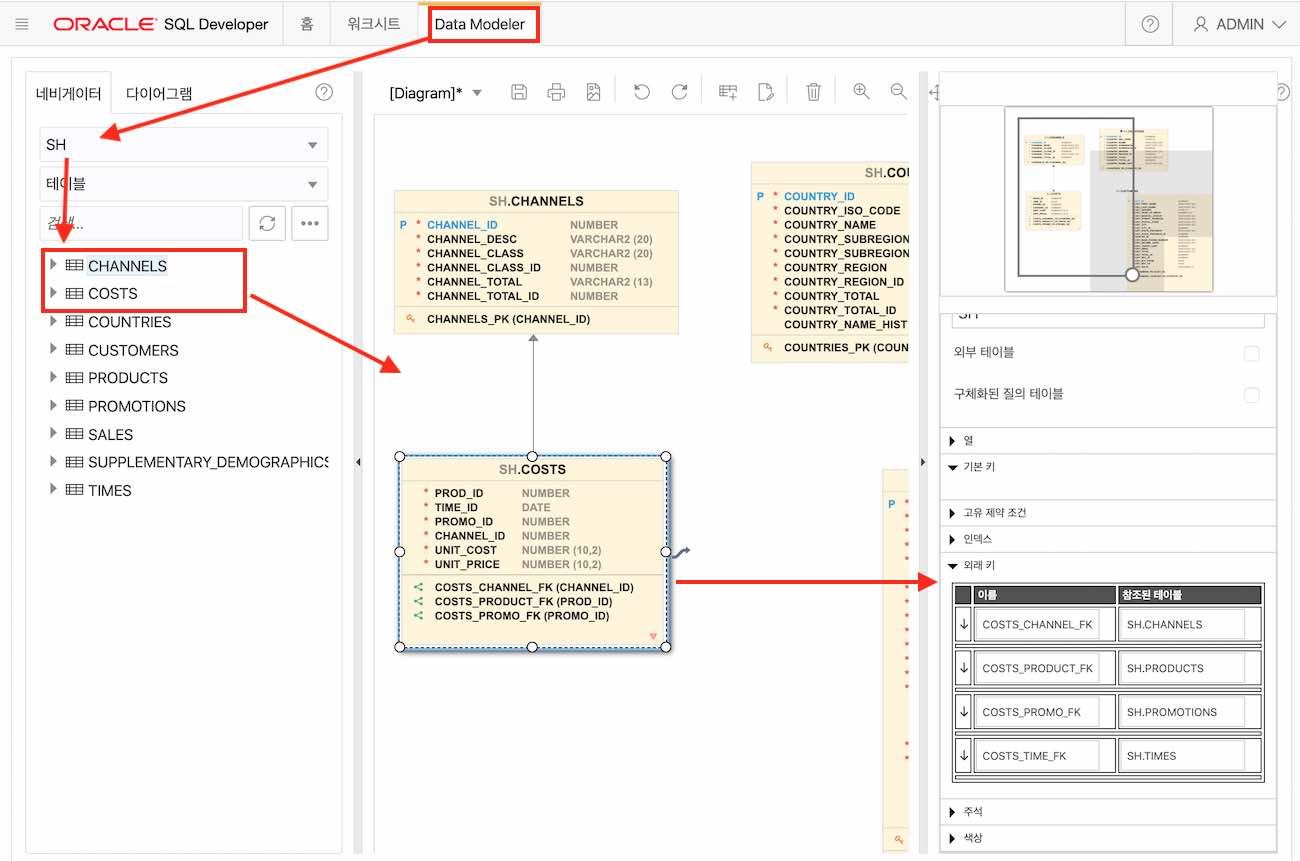 ORACLE SQL Developer
홈
워크시트
Data Modeler
ADMIN
네비게이터
다이어그램
SH
테이블
검색...
CHANNELS
COSTS
COUNTRIES
CUSTOMERS
PRODUCTS
PROMOTIONS
SALES
SUPPLEMENTARY_DEMOGRAPHICS
TIMES
[Diagram]*
SH.CHANNELS
P * CHANNEL_ID NUMBER
* CHANNEL_DESC VARCHAR2 (20)
* CHANNEL_CLASS VARCHAR2 (20)
* CHANNEL_CLASS_ID NUMBER
* CHANNEL_TOTAL VARCHAR2 (13)
* CHANNEL_TOTAL_ID NUMBER
CHANNELS_PK (CHANNEL_ID)
SH.COU
P * COUNTRY_ID
* COUNTRY_ISO_CODE
* COUNTRY_NAME
* COUNTRY_SUBREGION
* COUNTRY_SUBREGION
* COUNTRY_REGION
* COUNTRY_REGION_ID
* COUNTRY_TOTAL
* COUNTRY_TOTAL_ID
COUNTRY_NAME_HIST
COUNTRIES_PK (COUN
SH.COSTS
* PROD_ID NUMBER
* TIME_ID DATE
* PROMO_ID NUMBER
* CHANNEL_ID NUMBER
* UNIT_COST NUMBER (10,2)
* UNIT_PRICE NUMBER (10,2)
COSTS_CHANNEL_FK (CHANNEL_ID)
COSTS_PRODUCT_FK (PROD_ID)
COSTS_PROMO_FK (PROMO_ID)
P *
SH
외부 테이블
구체화된 질의 테이블
열
기본 키
고유 제약 조건
인덱스
외래 키
이름 참조된 테이블
COSTS_CHANNEL_FK SH.CHANNELS
COSTS_PRODUCT_FK SH.PRODUCTS
COSTS_PROMO_FK SH.PROMOTIONS
COSTS_TIME_FK SH.TIMES
주석
색상